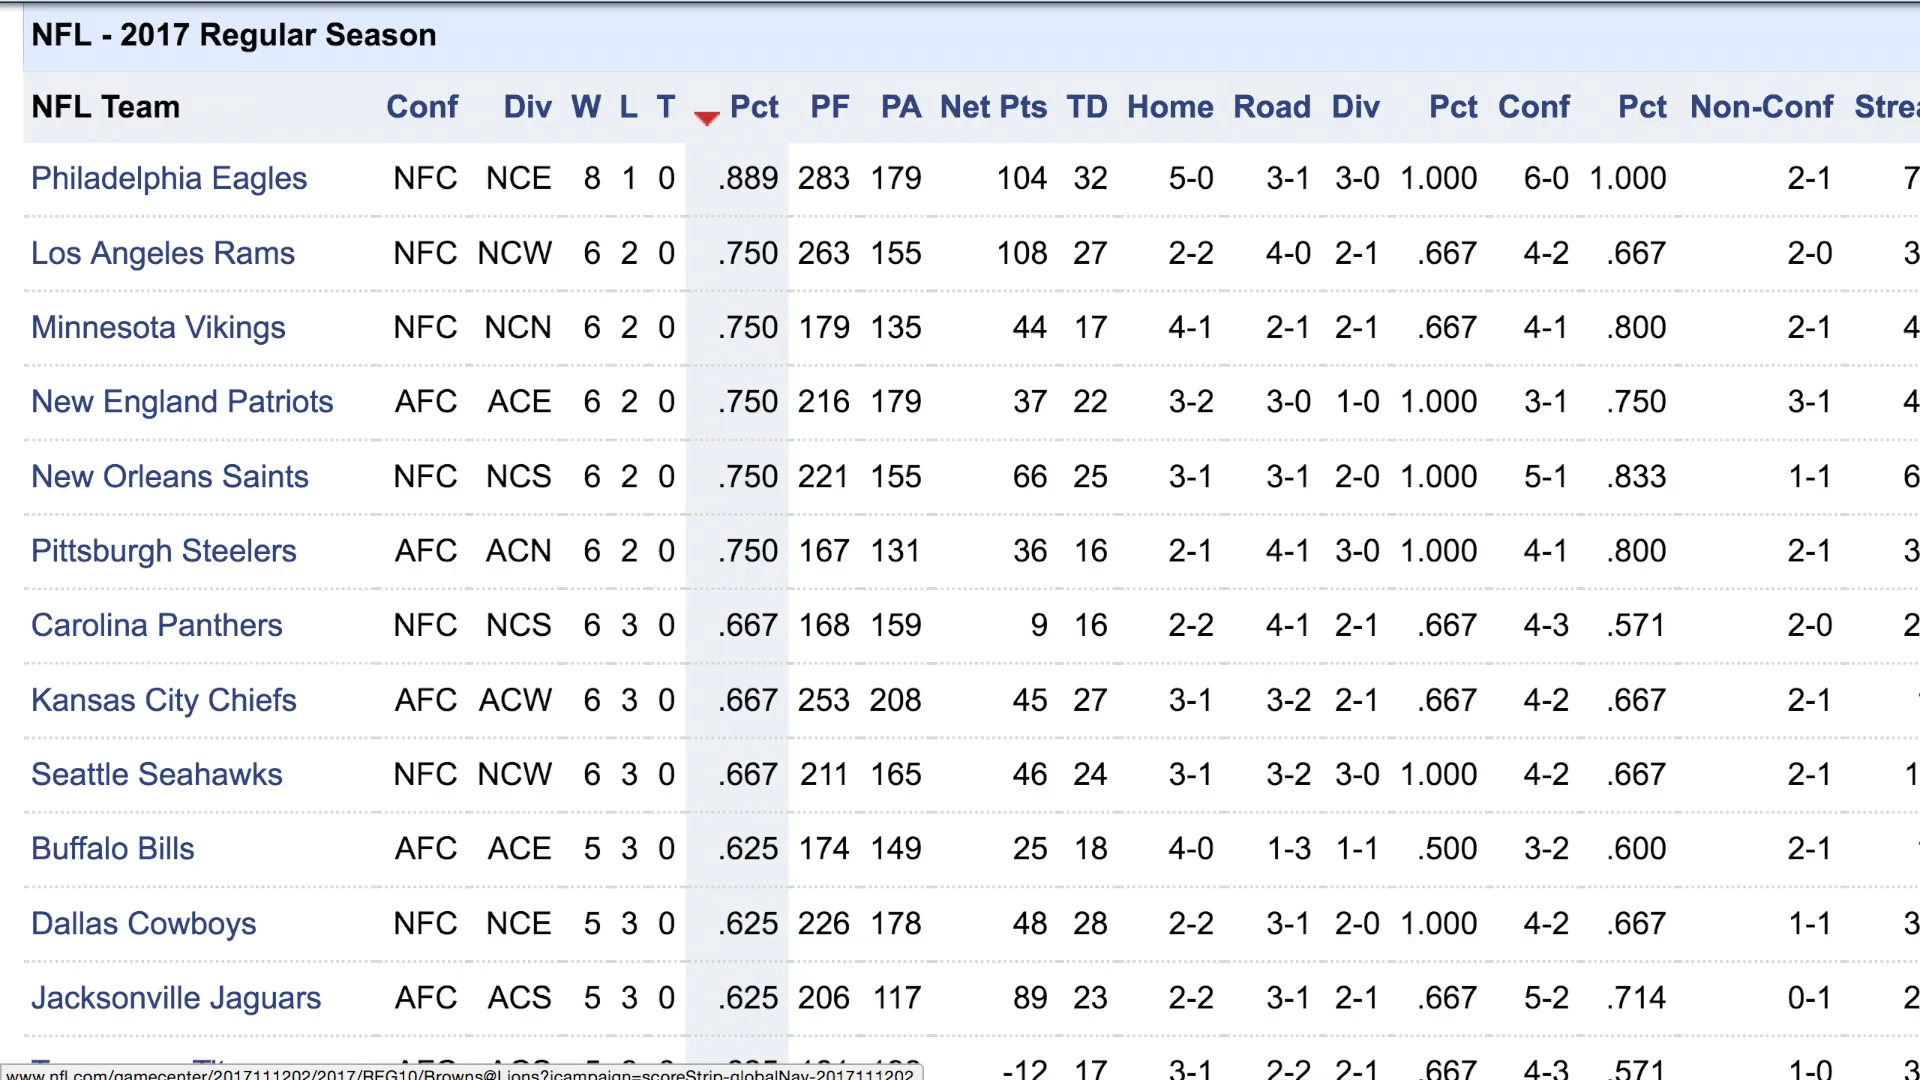 NFL - 2017 Regular Season
NFL Team Conf Div W L T Pct PF PA Net Pts TD Home Road Div Pct Conf Pct Non-Conf
Philadelphia Eagles NFC NCE 8 1 0 .889 283 179 104 32 5-0 3-1 3-0 1.000 6-0 1.000 2-1 7
Los Angeles Rams NFC NCW 6 2 0 .750 263 155 108 27 2-2 4-0 2-1 .667 4-2 .667 2-0 3
Minnesota Vikings NFC NCN 6 2 0 .750 179 135 44 17 4-1 2-1 2-1 .667 4-1 .800 2-1 4
New England Patriots AFC ACE 6 2 0 .750 216 179 37 22 3-2 3-0 1-0 1.000 3-1 .750 3-1 4
New Orleans Saints NFC NCS 6 2 0 .750 221 155 66 25 3-1 3-1 2-0 1.000 5-1 .833 1-1 6
Pittsburgh Steelers AFC ACN 6 2 0 .750 167 131 36 16 2-1 4-1 3-0 1.000 4-1 .800 2-1 3
Carolina Panthers NFC NCS 6 3 0 .667 168 159 9 16 2-2 4-1 2-1 .667 4-3 .571 2-0 2
Kansas City Chiefs AFC ACW 6 3 0 .667 253 208 45 27 3-1 3-2 2-1 .667 4-2 .667 2-1
Seattle Seahawks NFC NCW 6 3 0 .667 211 165 46 24 3-1 3-2 3-0 1.000 4-2 .667 2-1 1
Buffalo Bills AFC ACE 5 3 0 .625 174 149 25 18 4-0 1-3 1-1 .500 3-2 .600 2-1
Dallas Cowboys NFC NCE 5 3 0 .625 226 178 48 28 2-2 3-1 2-0 1.000 4-2 .667 1-1 3
Jacksonville Jaguars AFC ACS 5 3 0 .625 206 117 89 23 2-2 3-1 2-1 .667 5-2 .714 0-1 2
-12 17 3-1 2-2 2-1 .667 4-3 .571 1-0 3
www.nfl.com/gamecenter/2017111202/2017/REG10/Browns@Lions?icampaign=scoreStrip-globalNav-2017111202